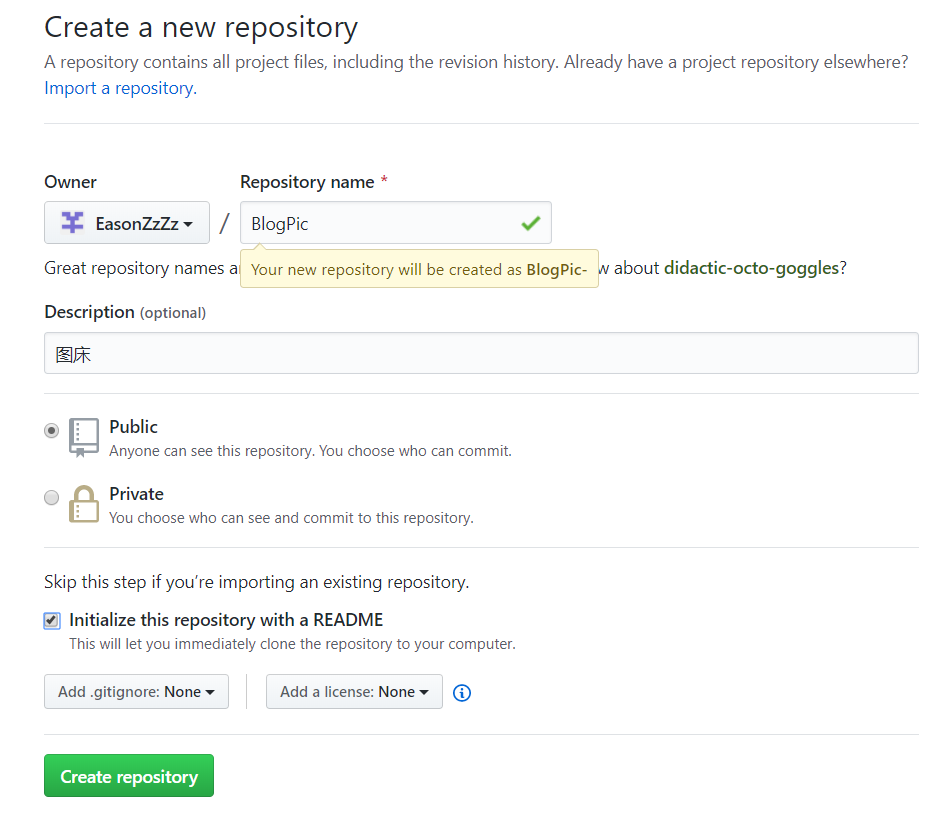 Create a new repository
A repository contains all project files, including the revision history. Already have a project repository elsewhere?
Import a repository.
Owner
Repository name *
EasonZzZz
/
BlogPic
Great repository names a
Your new repository will be created as BlogPic-
w about didactic-octo-goggles?
Description (optional)
图床
Public
Anyone can see this repository. You choose who can commit.
Private
You choose who can see and commit to this repository.
Skip this step if you’re importing an existing repository.
Initialize this repository with a README
This will let you immediately clone the repository to your computer.
Add .gitignore: None
Add a license: None
Create repository